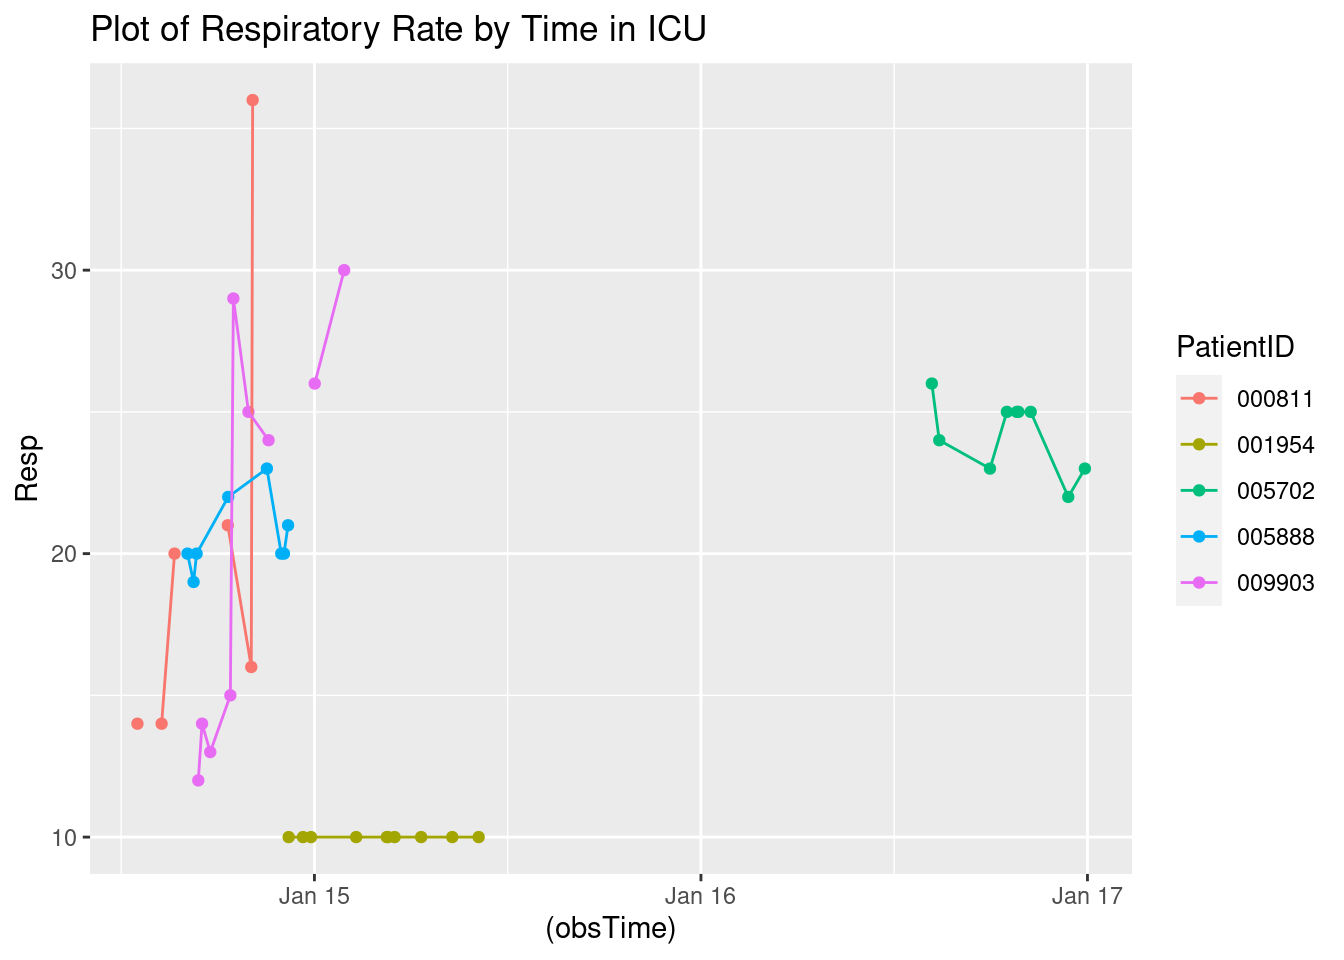 Plot of Respiratory Rate by Time in ICU
Resp
30
20
10
Jan 15
Jan 16
Jan 17
(obsTime)
PatientID
000811
001954
005702
005888
009903